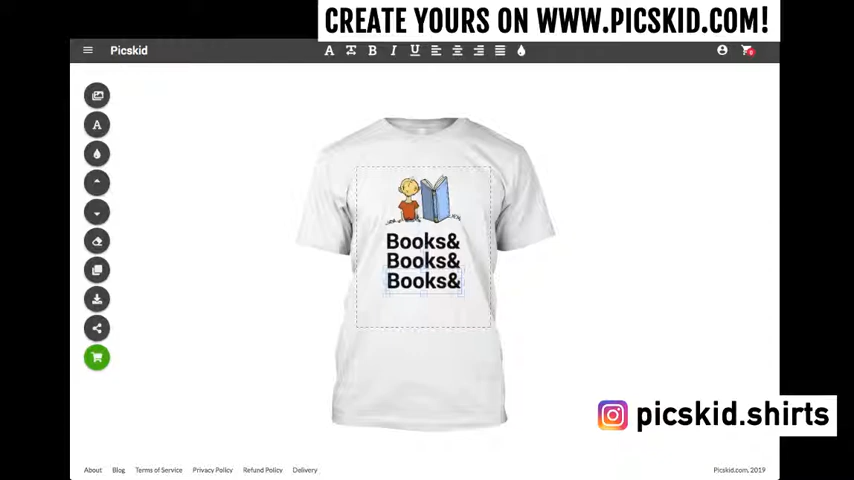 CREATE YOURS ON WWW.PICSKID.COM!
Picskid
A T B I U
A
Books&
Books&
Books&
picskid.shirts
About Blog Terms of Service Privacy Policy Refund Policy Delivery
Picskid.com, 2019